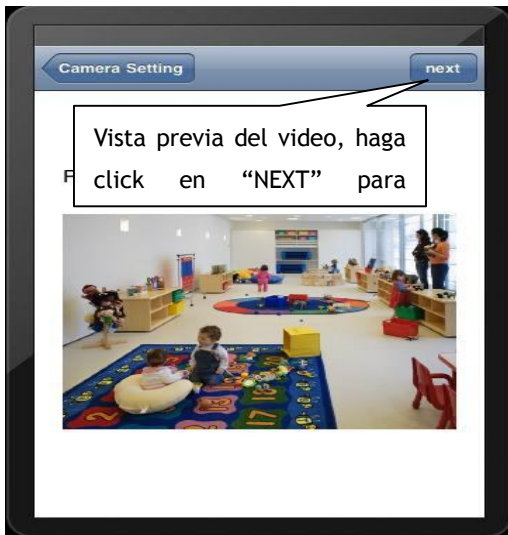 Camera Setting
next
Vista previa del video, haga
click en “NEXT” para